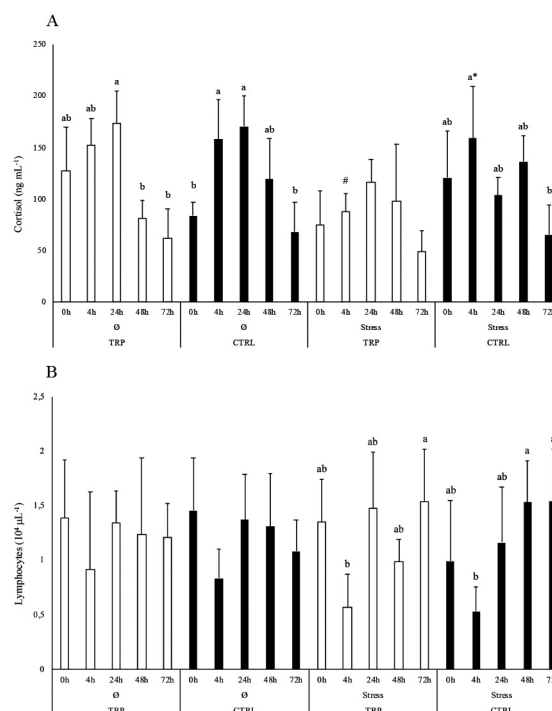 A
250
200
150
100
50
0
Cortisol (ng mL-1)
ab ab a b b b a a ab b # ab a* ab ab b
0h 4h 24h 48h 72h 0h 4h 24h 48h 72h 0h 4h 24h 48h 72h 0h 4h 24h 48h
Ø Ø Stress Stress
TRP CTRL TRP CTRL
B
2,5
2
1,5
1
0,5
0
Lymphocytes (10⁴ µL-1)
ab b ab ab a ab b ab a
0h 4h 24h 48h 72h 0h 4h 24h 48h 72h 0h 4h 24h 48h 72h 0h 4h 24h 48h
Ø Ø Stress Stress
TRP CTRL TRP CTRL